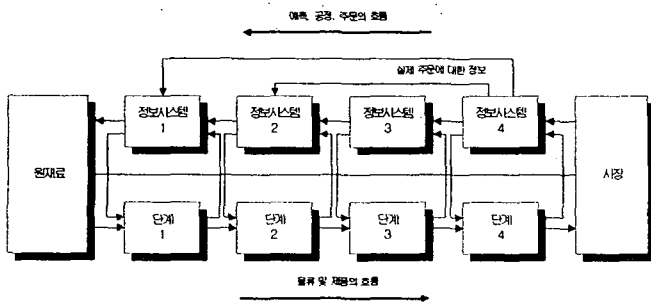 예측, 공정, 주문의 흐름
실제 주문에 대한 정보
정보시스템
1
정보시스템
2
정보시스템
3
정보시스템
4
원재료
시장
단계
1
단계
2
단계
3
단계
4
물류 및 제품의 흐름